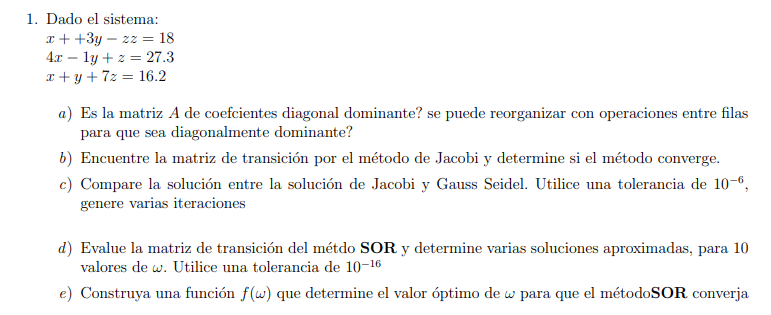 1. Dado el sistema:
x + +3y − zz = 18
4x − 1y + z = 27.3
x + y + 7z = 16.2
a) Es la matriz A de coefcientes diagonal dominante? se puede reorganizar con operaciones entre filas
para que sea diagonalmente dominante?
b) Encuentre la matriz de transición por el método de Jacobi y determine si el método converge.
c) Compare la solución entre la solución de Jacobi y Gauss Seidel. Utilice una tolerancia de 10⁻⁶,
genere varias iteraciones
d) Evalue la matriz de transición del métdo SOR y determine varias soluciones aproximadas, para 10
valores de ω. Utilice una tolerancia de 10⁻¹⁶
e) Construya una función f(ω) que determine el valor óptimo de ω para que el métodoSOR converja